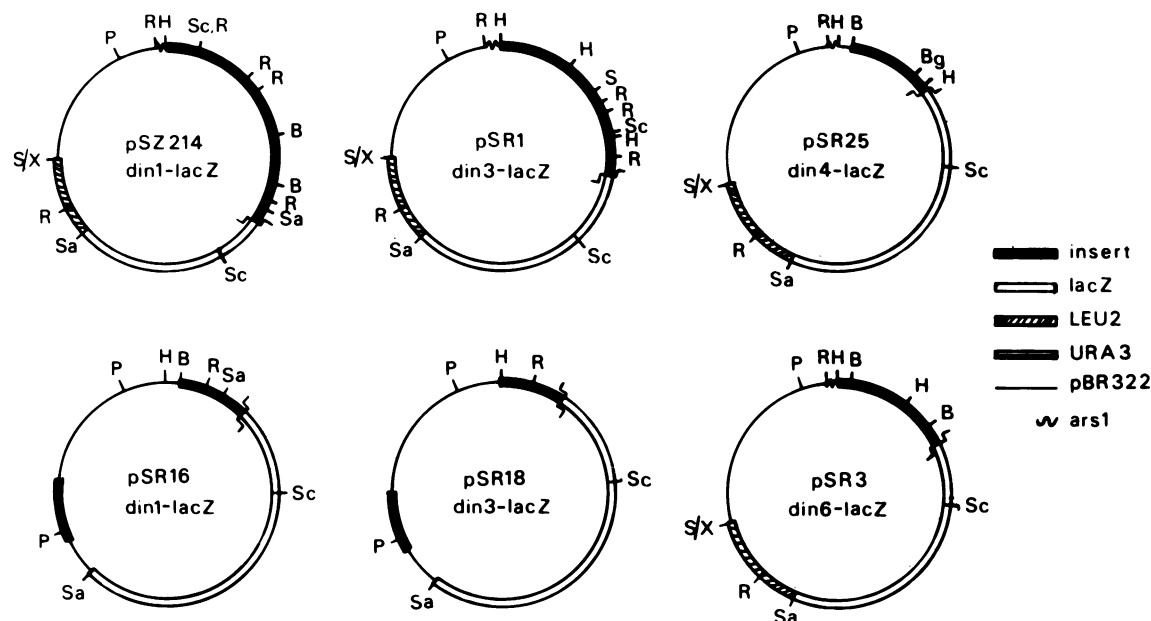 P
R H
Sc,R
R
R
B
B
R
Sa
Sc
Sa
R
S/X
pSZ214
din1-lacZ
P
R H
H
S
R
R
Sc
H
R
Sc
Sa
R
S/X
pSR1
din3-lacZ
P
RH B
Bg
H
Sc
Sa
R
S/X
pSR25
din4-lacZ
P
H B
R
Sa
Sc
Sa
P
pSR16
din1-lacZ
P
H
R
Sc
Sa
P
pSR18
din3-lacZ
P
RH B
H
B
Sc
Sa
R
S/X
pSR3
din6-lacZ
insert
lacZ
LEU2
URA3
pBR322
ars1